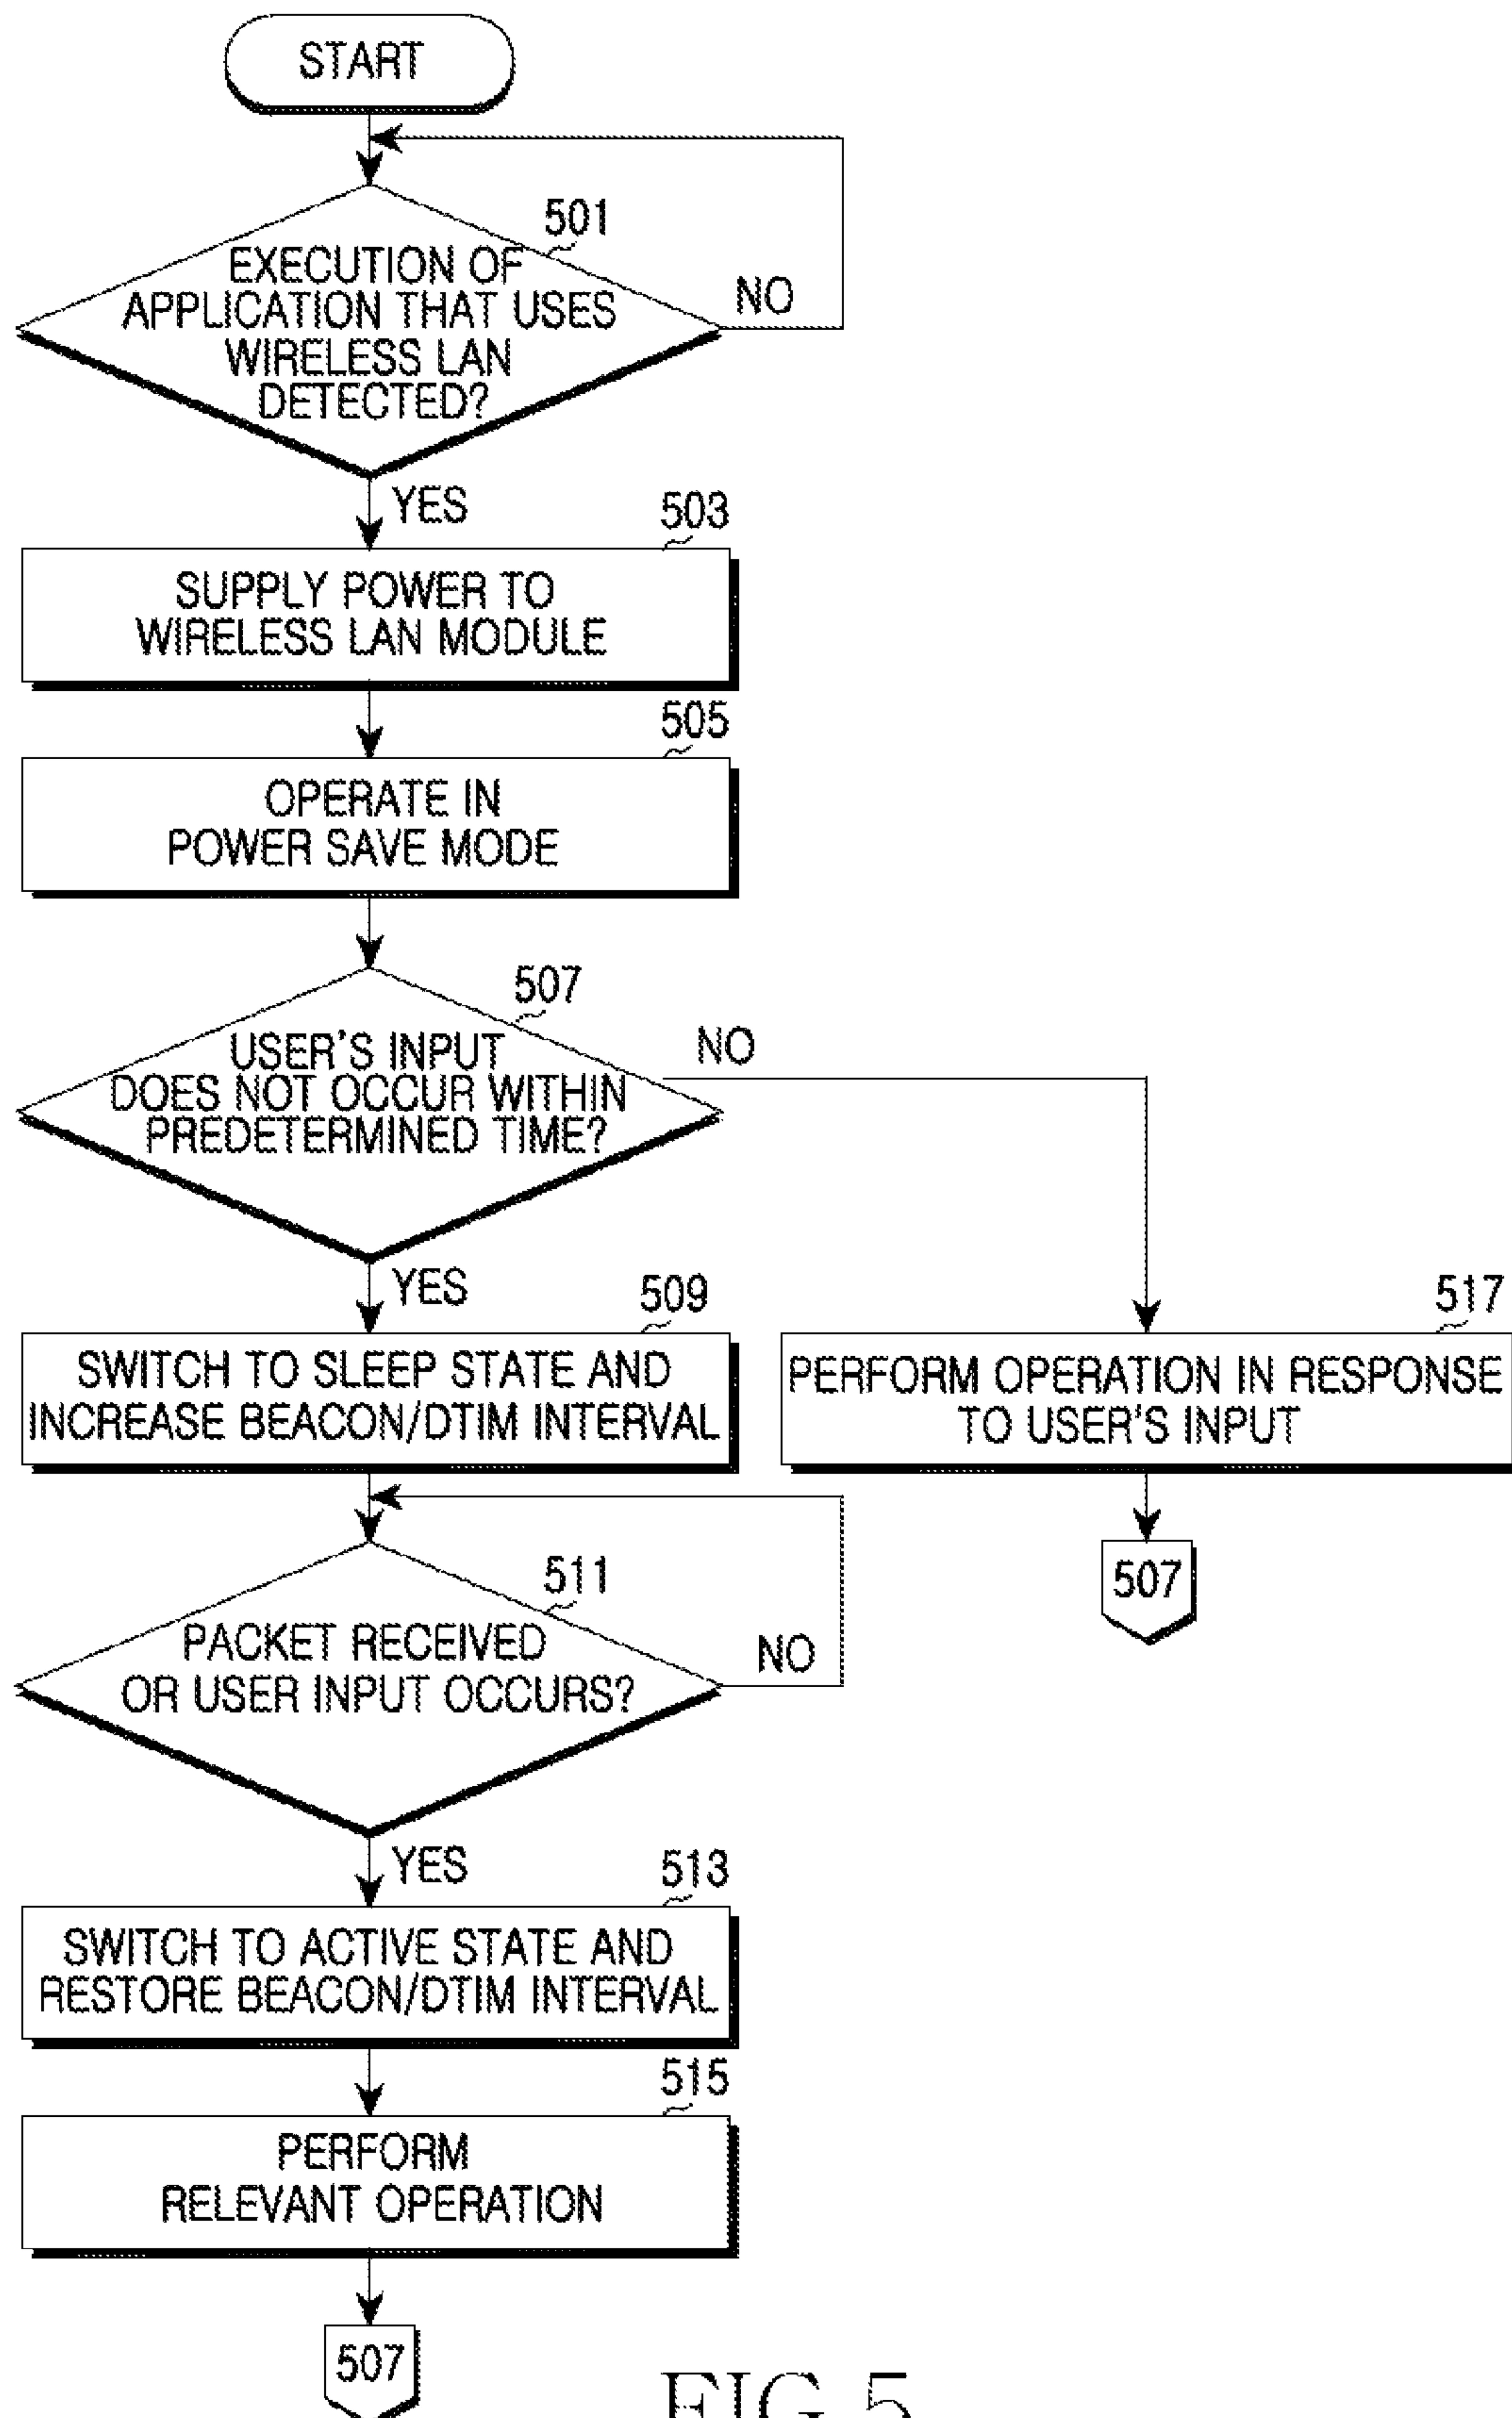 START
501
EXECUTION OF
APPLICATION THAT USES
WIRELESS LAN
DETECTED?
NO
YES
503
SUPPLY POWER TO
WIRELESS LAN MODULE
505
OPERATE IN
POWER SAVE MODE
507
USER'S INPUT
DOES NOT OCCUR WITHIN
PREDETERMINED TIME?
NO
YES
509
SWITCH TO SLEEP STATE AND
INCREASE BEACON/DTIM INTERVAL
517
PERFORM OPERATION IN RESPONSE
TO USER'S INPUT
507
511
PACKET RECEIVED
OR USER INPUT OCCURS?
NO
YES
513
SWITCH TO ACTIVE STATE AND
RESTORE BEACON/DTIM INTERVAL
515
PERFORM
RELEVANT OPERATION
507
FIG.5